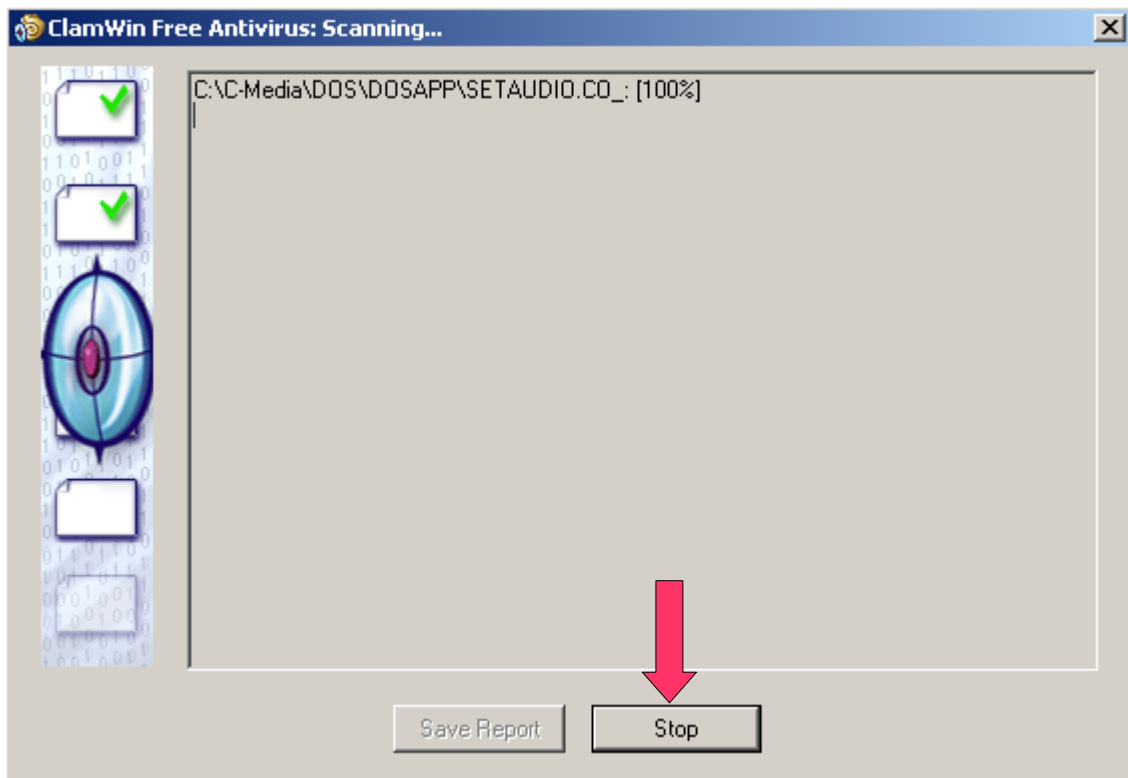 ClamWin Free Antivirus: Scanning...
C:\C-Media\DOS\DOSAPP\SETAUDIO.CO_: [100%]
Save Report
Stop